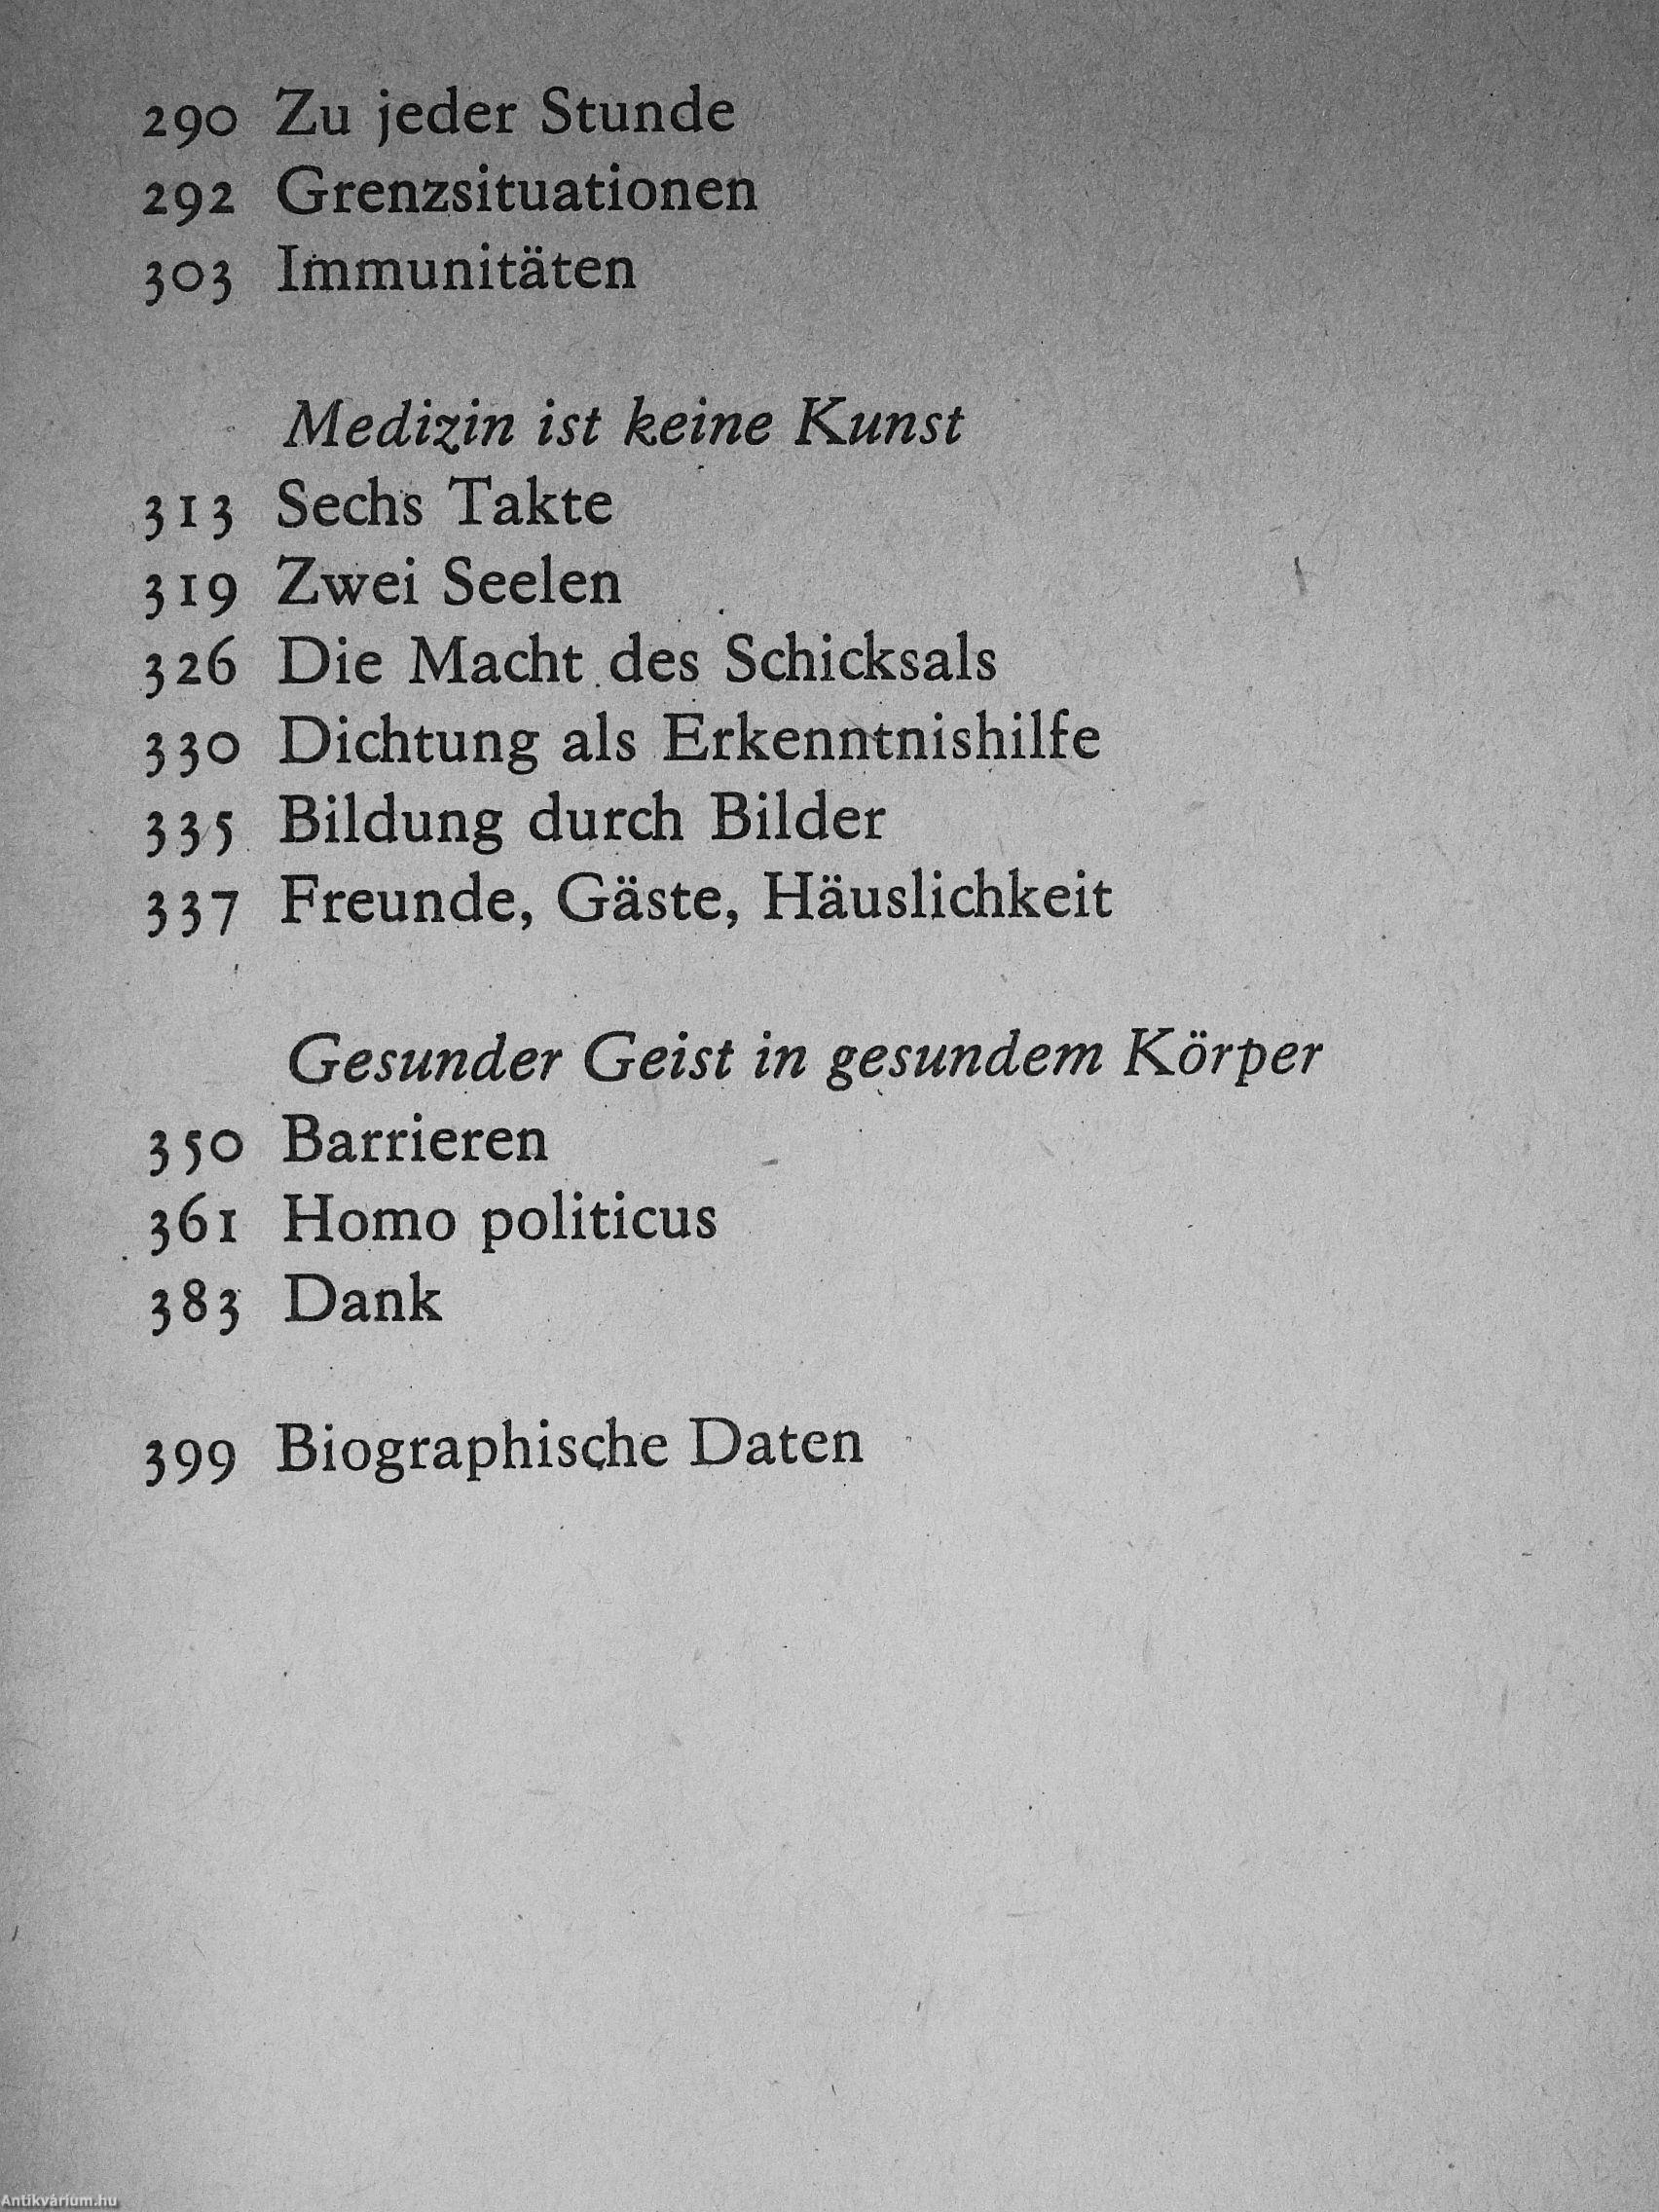 290 Zu jeder Stunde
292 Grenzsituationen
303 Immunitäten
Medizin ist keine Kunst
313 Sechs Takte
319 Zwei Seelen
326 Die Macht des Schicksals
330 Dichtung als Erkenntnishilfe
335 Bildung durch Bilder
337 Freunde, Gäste, Häuslichkeit
Gesunder Geist in gesundem Körper
350 Barrieren
361 Homo politicus
383 Dank
399 Biographische Daten
Antikvárium.hu